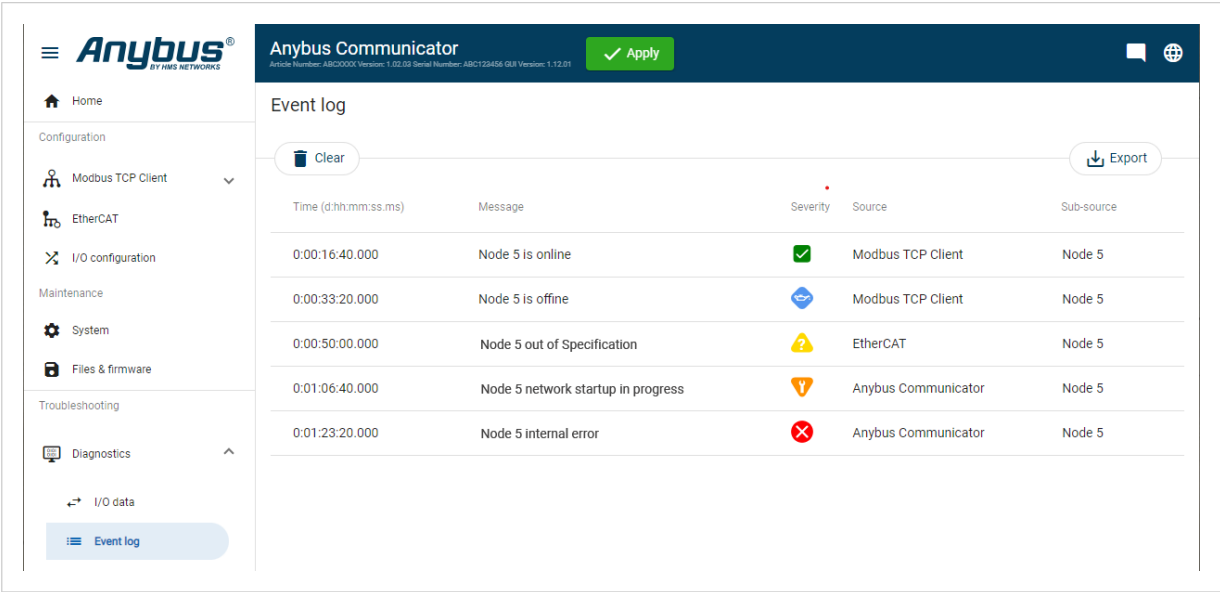 Anybus®
BY HMS NETWORKS
Anybus Communicator
Article Number: ABCXXXX Version: 1.02.03 Serial Number: ABC123456 GUI Version: 1.12.01
Apply
Home
Configuration
Modbus TCP Client
EtherCAT
I/O configuration
Maintenance
System
Files & firmware
Troubleshooting
Diagnostics
I/O data
Event log
Event log
Clear
Export
Time (d:hh:mm:ss.ms) Message Severity Source Sub-source
0:00:16:40.000 Node 5 is online Modbus TCP Client Node 5
0:00:33:20.000 Node 5 is offine Modbus TCP Client Node 5
0:00:50:00.000 Node 5 out of Specification ? EtherCAT Node 5
0:01:06:40.000 Node 5 network startup in progress Anybus Communicator Node 5
0:01:23:20.000 Node 5 internal error Anybus Communicator Node 5